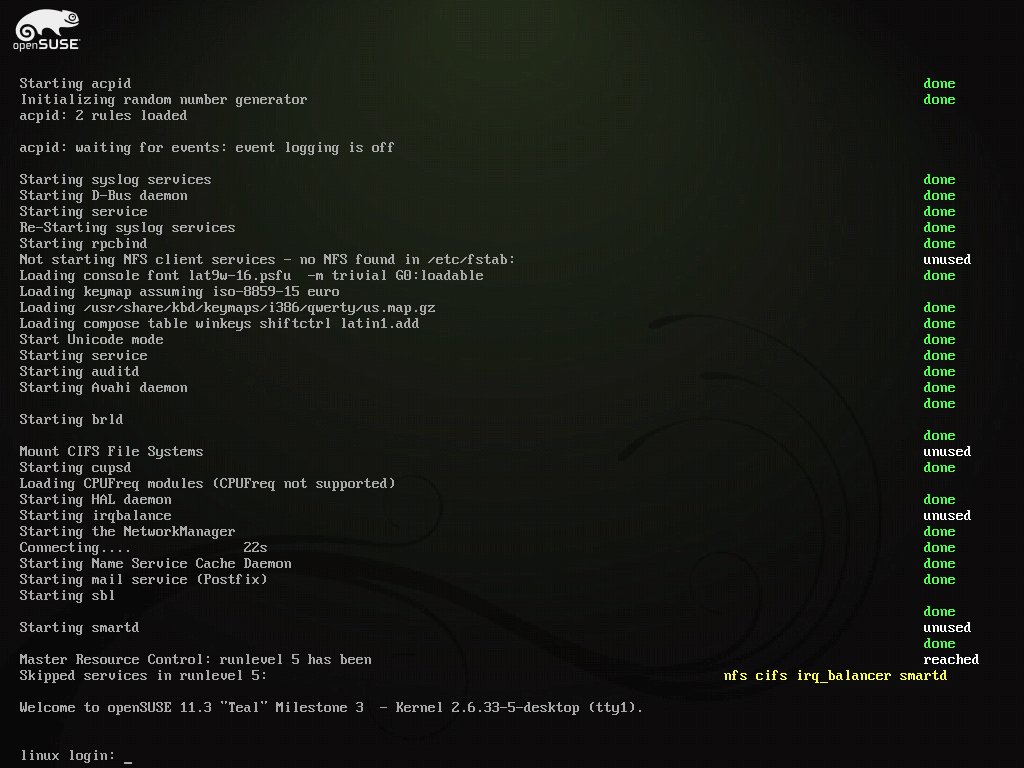 openSUSE
Starting acpid done
Initializing random number generator done
acpid: 2 rules loaded
acpid: waiting for events: event logging is off
Starting syslog services done
Starting D-Bus daemon done
Starting service done
Re-Starting syslog services done
Starting rpcbind done
Not starting NFS client services - no NFS found in /etc/fstab: unused
Loading console font lat9w-16.psfu  -m trivial G0:loadable done
Loading keymap assuming iso-8859-15 euro
Loading /usr/share/kbd/keymaps/i386/qwerty/us.map.gz done
Loading compose table winkeys shiftctrl latin1.add done
Start Unicode mode done
Starting service done
Starting auditd done
Starting Avahi daemon done
done
Starting brld
done
Mount CIFS File Systems unused
Starting cupsd done
Loading CPUFreq modules (CPUFreq not supported)
Starting HAL daemon done
Starting irqbalance unused
Starting the NetworkManager done
Connecting.... 22s done
Starting Name Service Cache Daemon done
Starting mail service (Postfix) done
Starting sbl
done
Starting smartd unused
done
Master Resource Control: runlevel 5 has been reached
Skipped services in runlevel 5: nfs cifs irq_balancer smartd
Welcome to openSUSE 11.3 "Teal" Milestone 3  - Kernel 2.6.33-5-desktop (tty1).
linux login: _